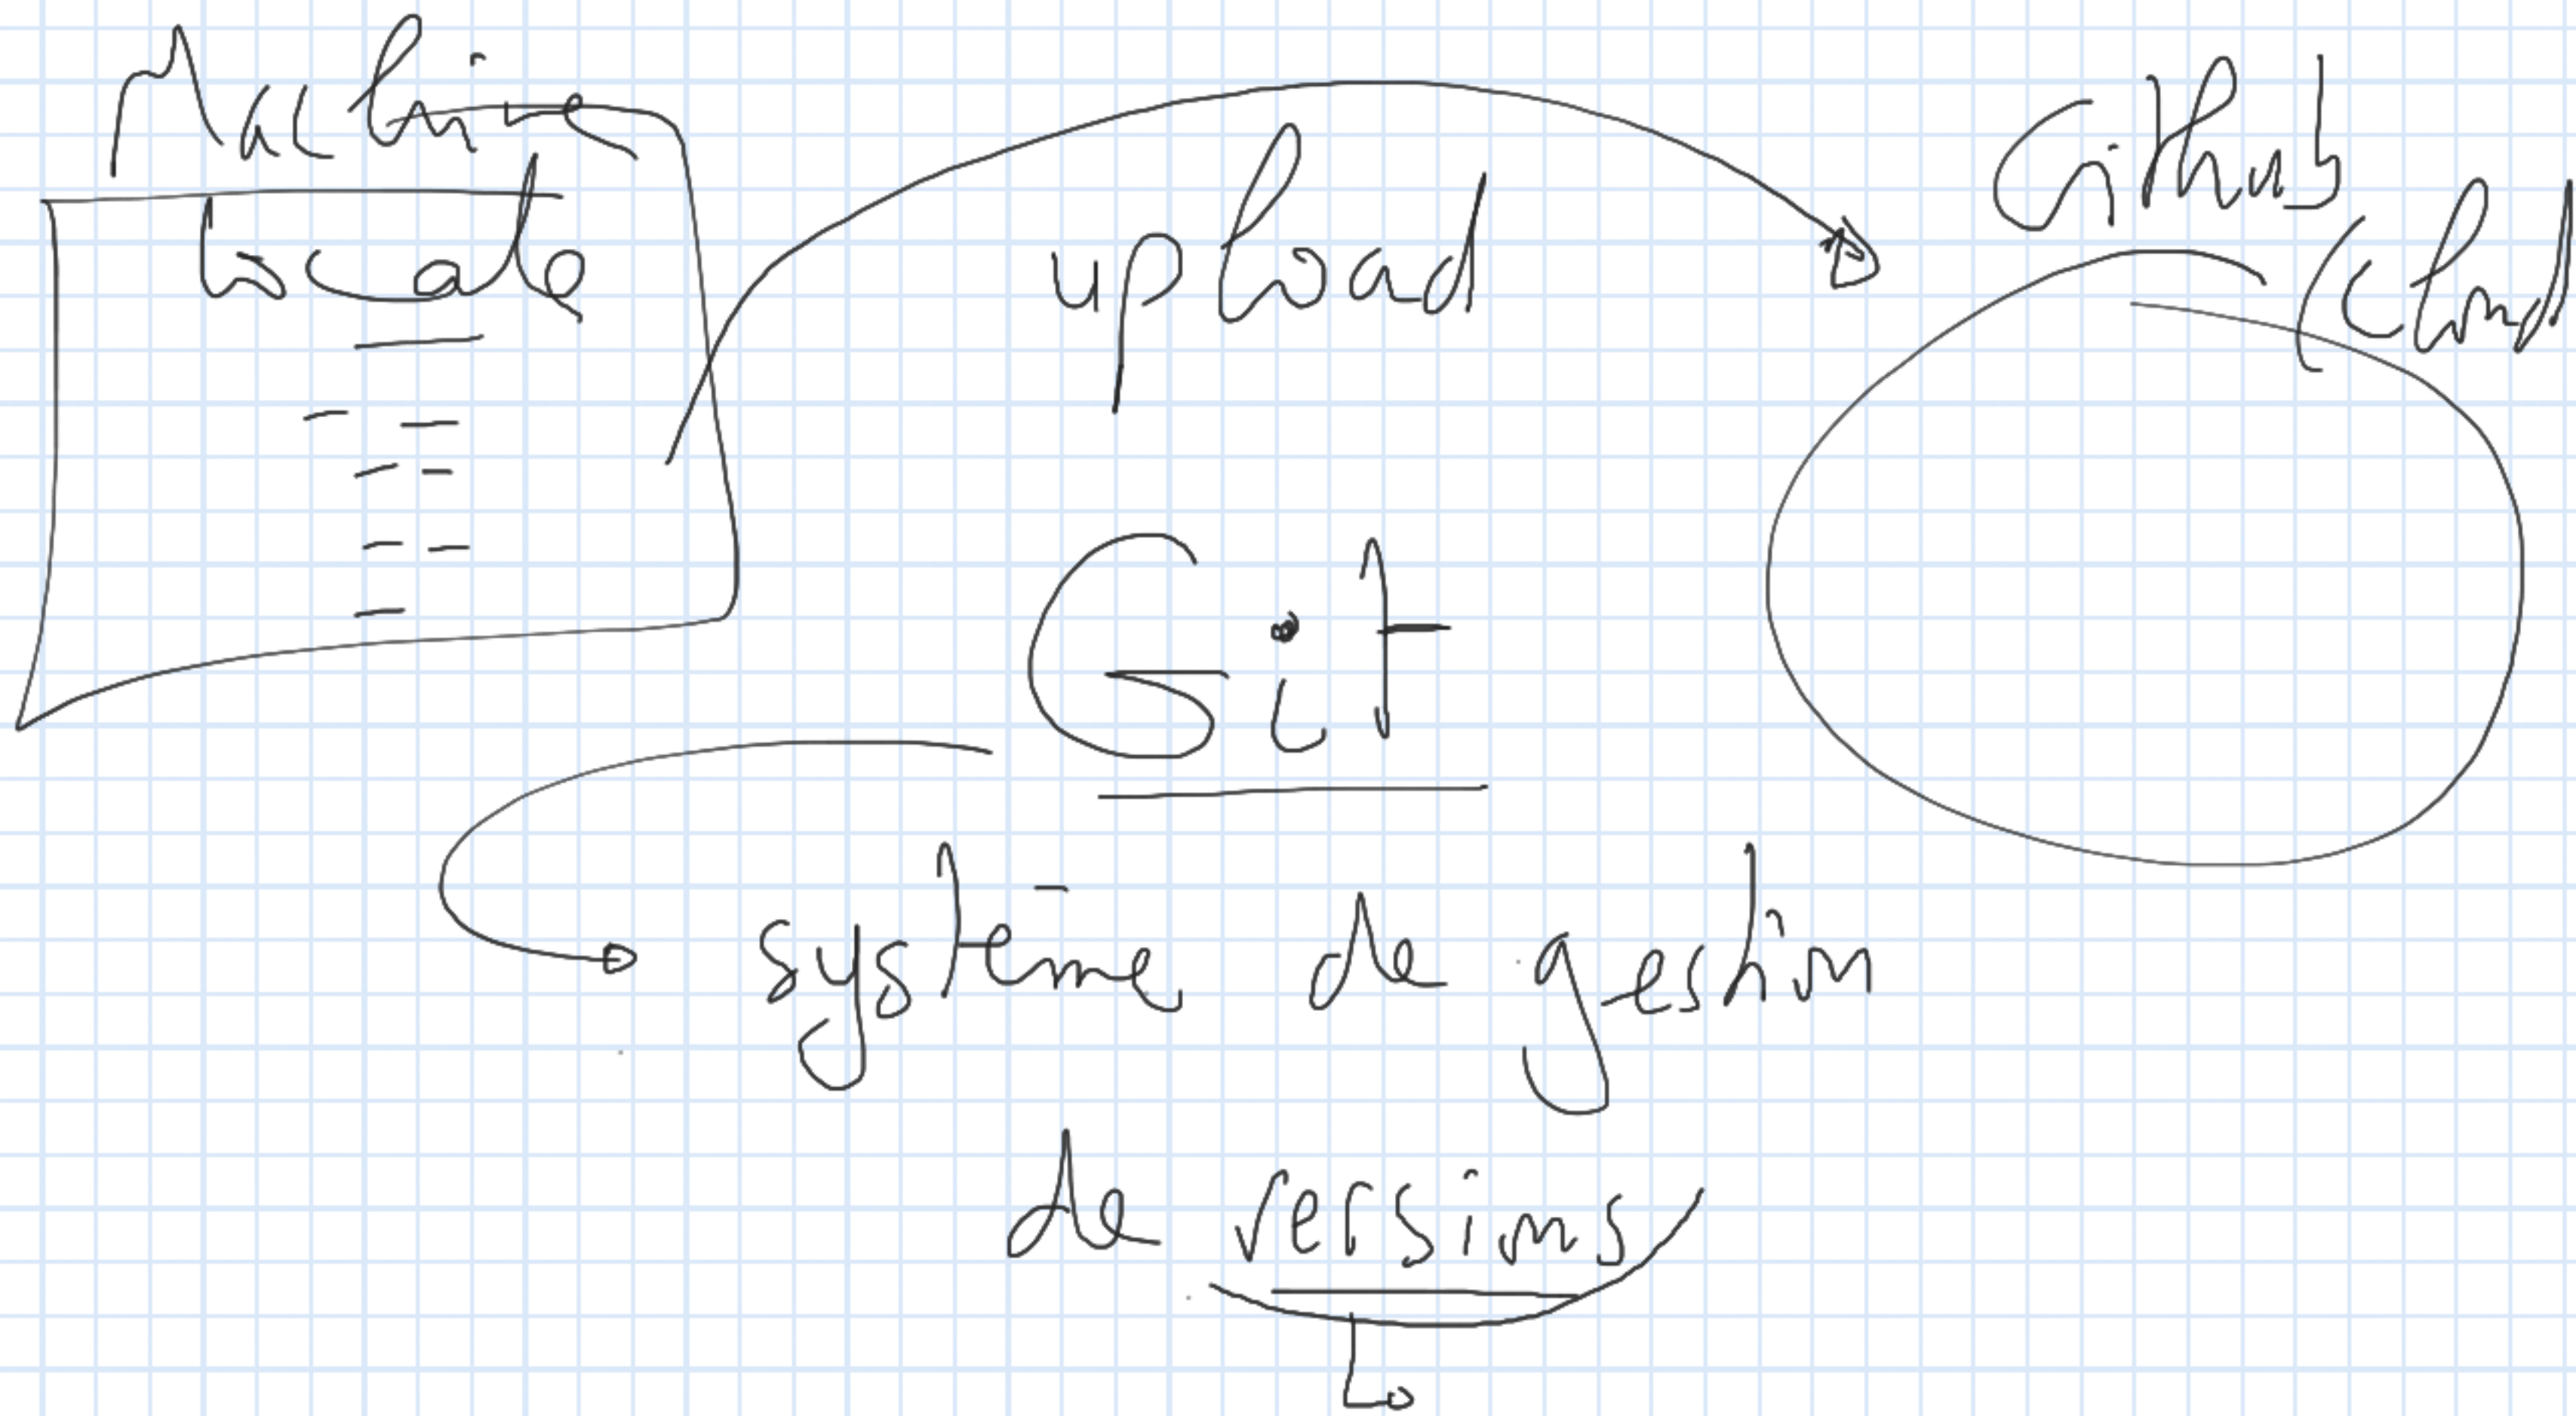 Machine
locale
upload
Github
(cloud
Git
système de gestion
de versions